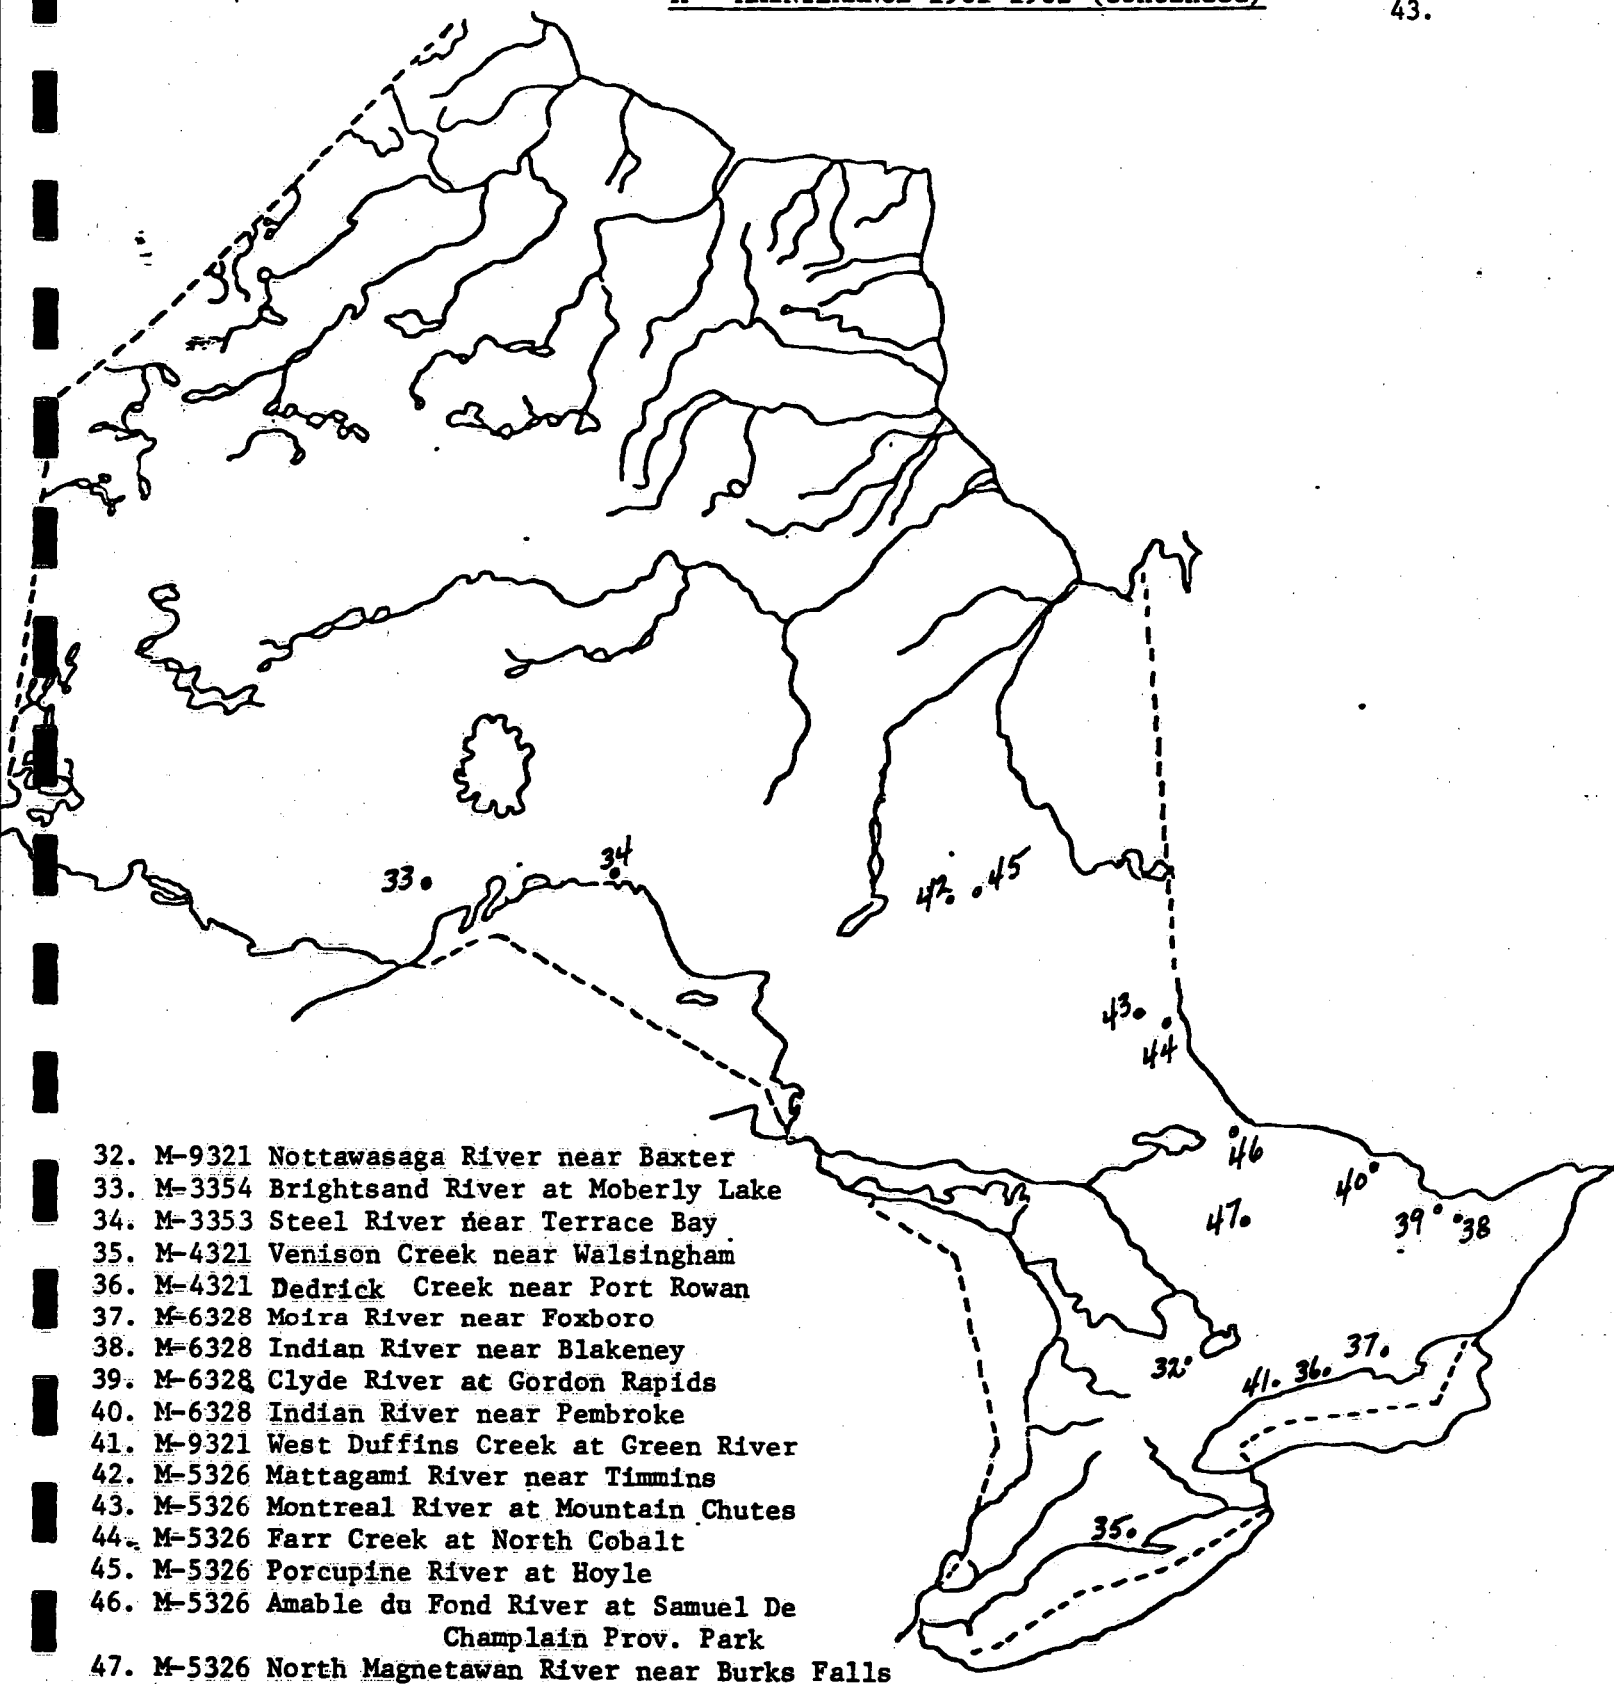 MAINTENANCE 1981-1982 (CONCLUDED)
43.
34
33.
42. 45
43.
44
46
40
47.
39 38
37.
32
41. 36.
35.
32. M-9321 Nottawasaga River near Baxter
33. M-3354 Brightsand River at Moberly Lake
34. M-3353 Steel River near Terrace Bay
35. M-4321 Venison Creek near Walsingham
36. M-4321 Dedrick Creek near Port Rowan
37. M-6328 Moira River near Foxboro
38. M-6328 Indian River near Blakeney
39. M-6328 Clyde River at Gordon Rapids
40. M-6328 Indian River near Pembroke
41. M-9321 West Duffins Creek at Green River
42. M-5326 Mattagami River near Timmins
43. M-5326 Montreal River at Mountain Chutes
44. M-5326 Farr Creek at North Cobalt
45. M-5326 Porcupine River at Hoyle
46. M-5326 Amable du Fond River at Samuel De
Champlain Prov. Park
47. M-5326 North Magnetawan River near Burks Falls